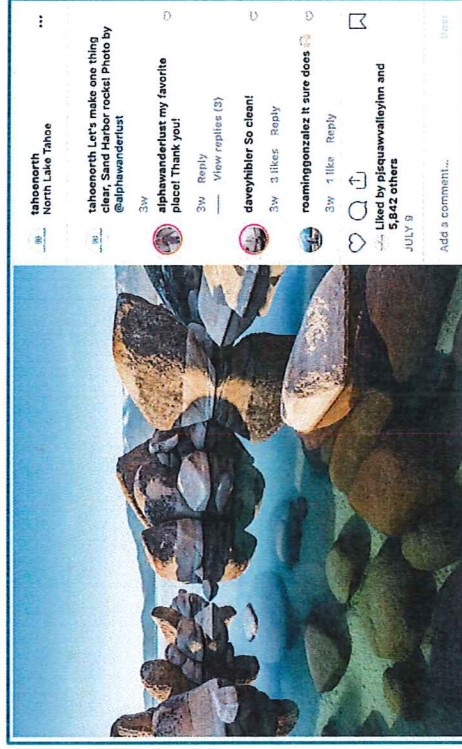 tahoenorth
North Lake Tahoe
tahoenorth Let's make one thing
clear, Sand Harbor rocks! Photo by
@alphawanderlust
3w
alphawanderlust my favorite
place! Thank you!
3w Reply
View replies (3)
daveyhibler So clean!
3w 3 likes Reply
roaminggonzalez It sure does
3w 1 like Reply
Liked by plsquawvalleyinn and
5,842 others
JULY 9
Add a comment...
Post